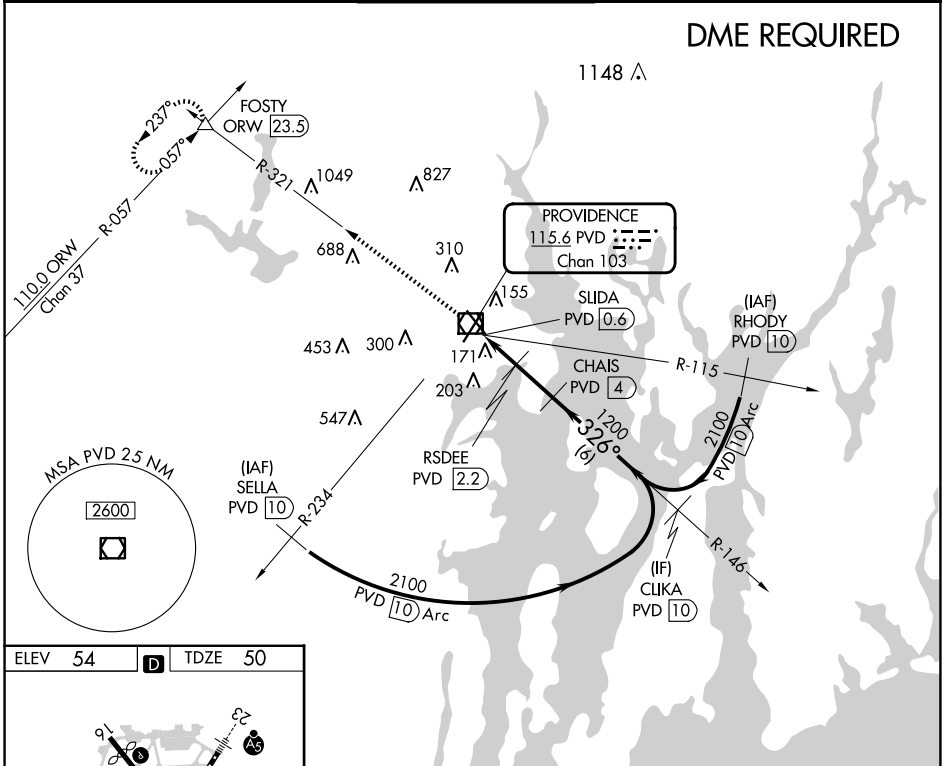 DME REQUIRED
1148
FOSTY
ORW 23.5
237°
057°
R-321
1049
827
R-057
110.0 ORW
Chan 37
688
310
PROVIDENCE
115.6 PVD
Chan 103
155
SLIDA
PVD 0.6
(IAF)
RHODY
PVD 10
453
300
171
R-115
203
CHAIS
PVD 4
547
1200
326°
(6)
2100
PVD 10 Arc
RSDEE
PVD 2.2
MSA PVD 25 NM
2600
(IAF)
SELLA
PVD 10
R-234
R-146
(IF)
CLIKA
PVD 10
2100
PVD 10 Arc
ELEV 54
D
TDZE 50
16
23
A5